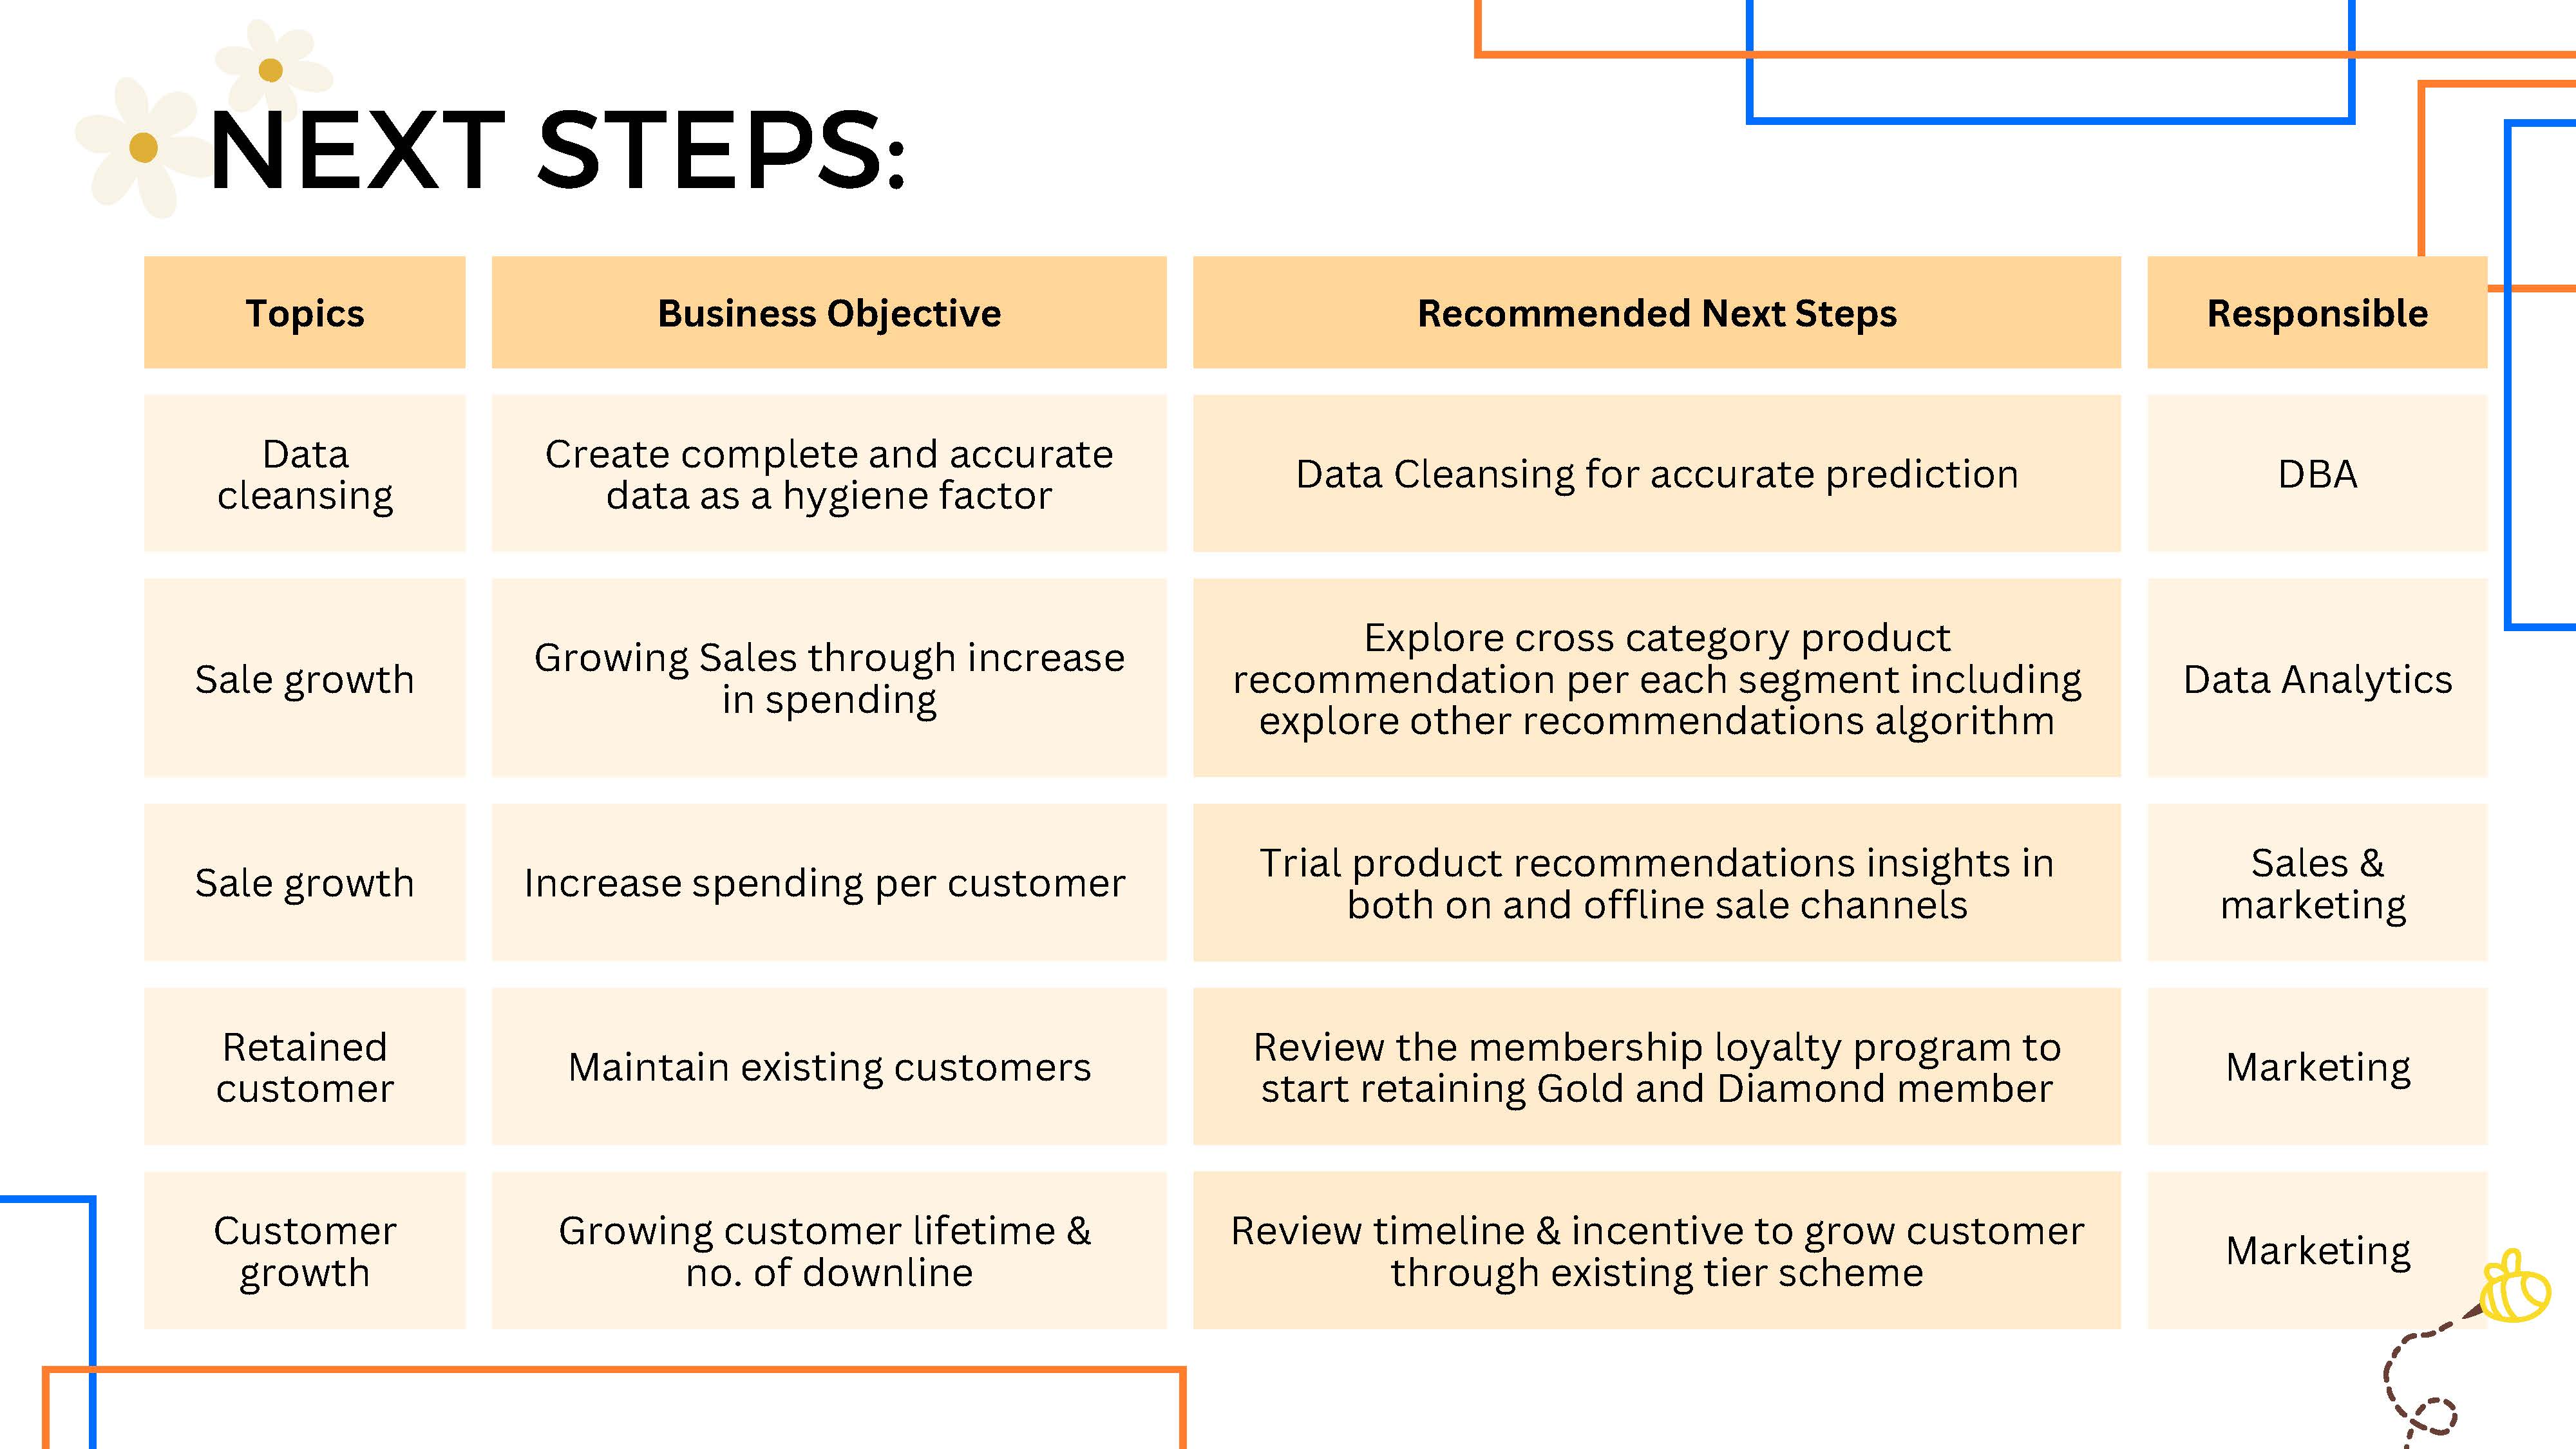 NEXT STEPS:
Topics
Business Objective
Recommended Next Steps
Responsible
Data
cleansing
Create complete and accurate
data as a hygiene factor
Data Cleansing for accurate prediction
DBA
Sale growth
Growing Sales through increase
in spending
Explore cross category product
recommendation per each segment including
explore other recommendations algorithm
Data Analytics
Sale growth
Increase spending per customer
Trial product recommendations insights in
both on and offline sale channels
Sales &
marketing
Retained
customer
Maintain existing customers
Review the membership loyalty program to
start retaining Gold and Diamond member
Marketing
Customer
growth
Growing customer lifetime &
no. of downline
Review timeline & incentive to grow customer
through existing tier scheme
Marketing